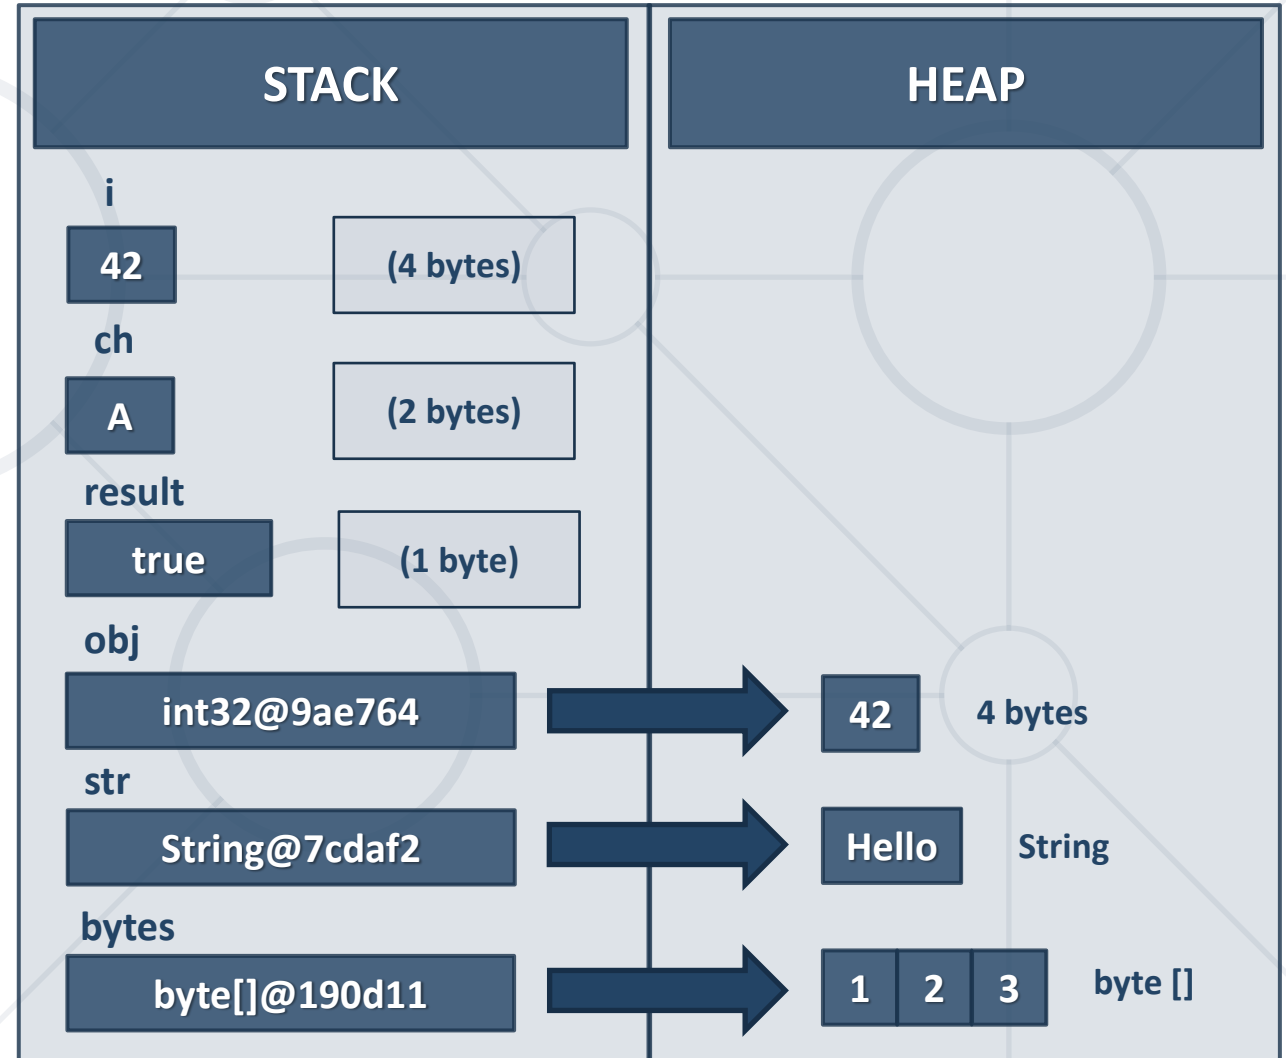 STACK
HEAP
i
42
(4 bytes)
ch
A
(2 bytes)
result
true
(1 byte)
obj
int32@9ae764
42
4 bytes
str
String@7cdaf2
Hello
String
bytes
byte[]@190d11
1 2 3
byte []